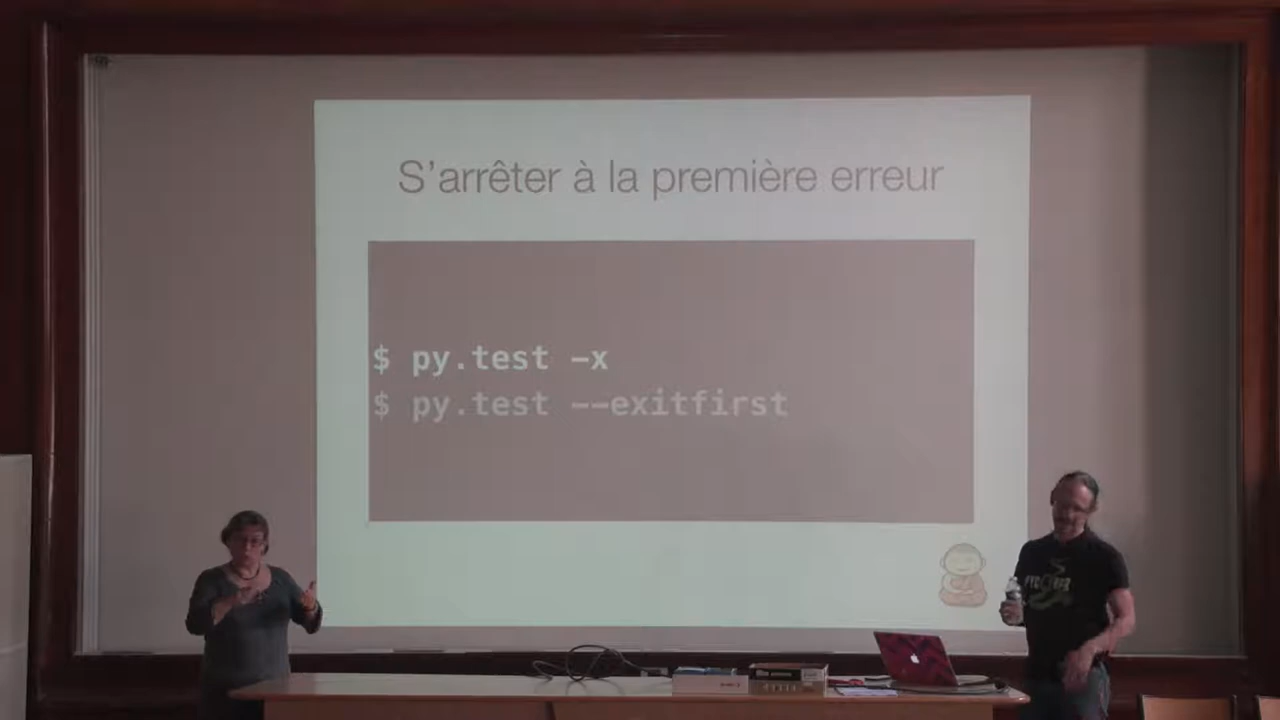 S'arrêter à la première erreur
$ py.test -x
$ py.test --exitfirst